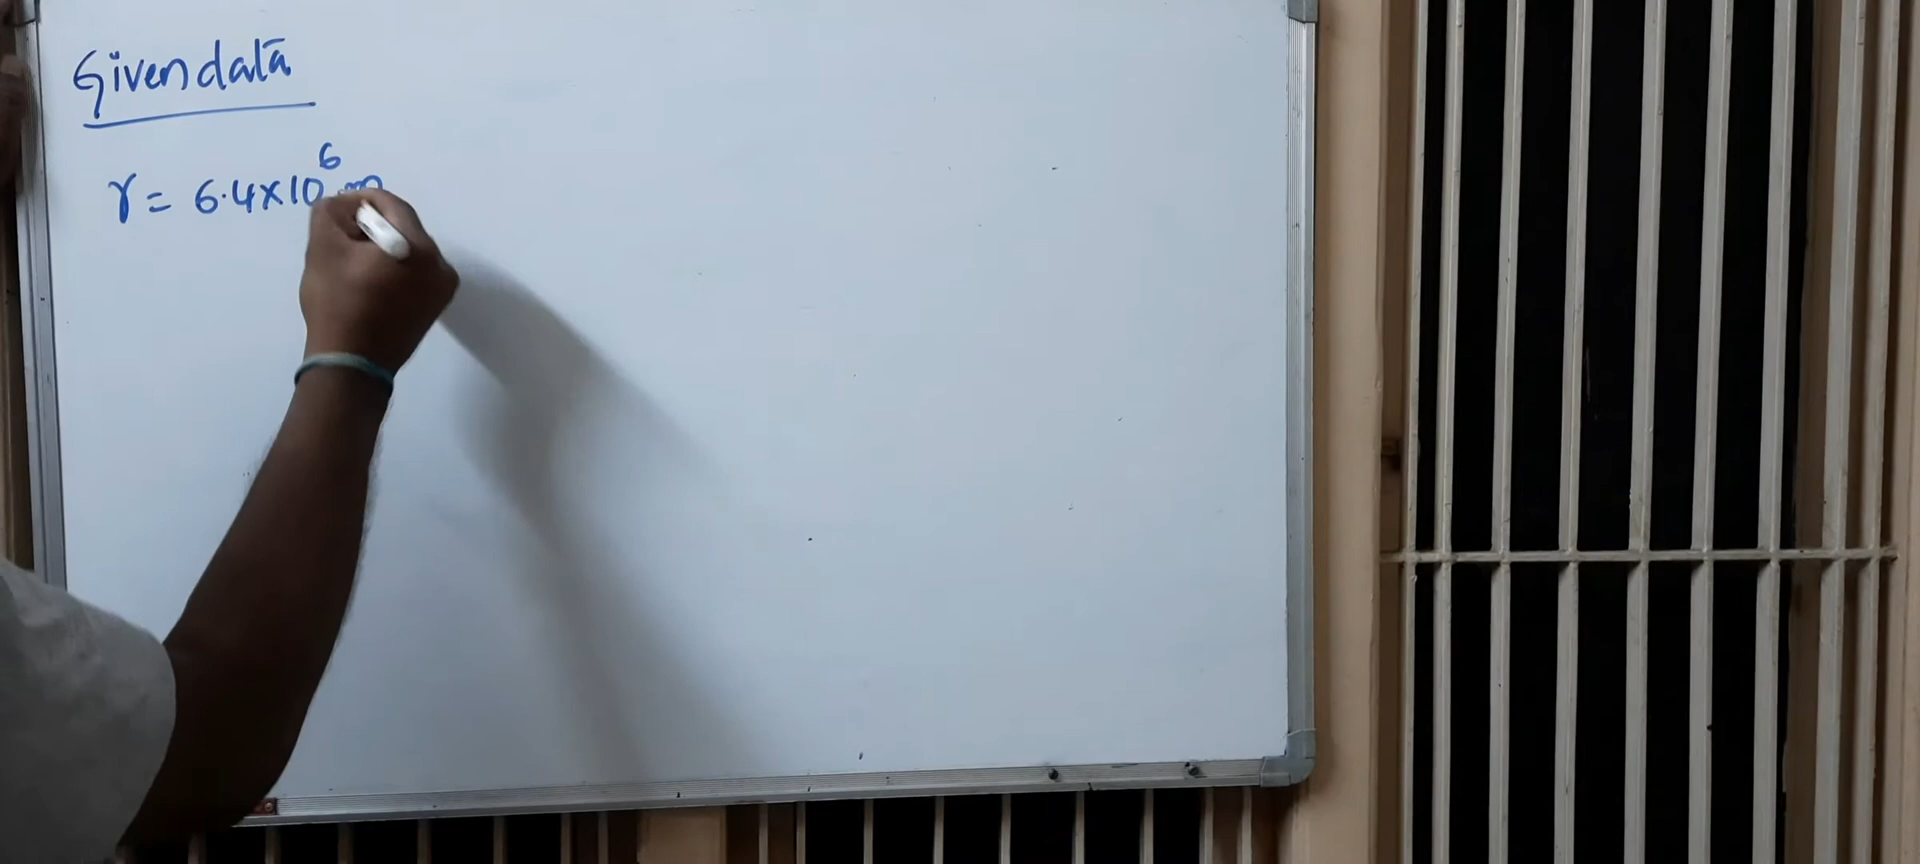 Given data
r = 6.4×10⁶ m